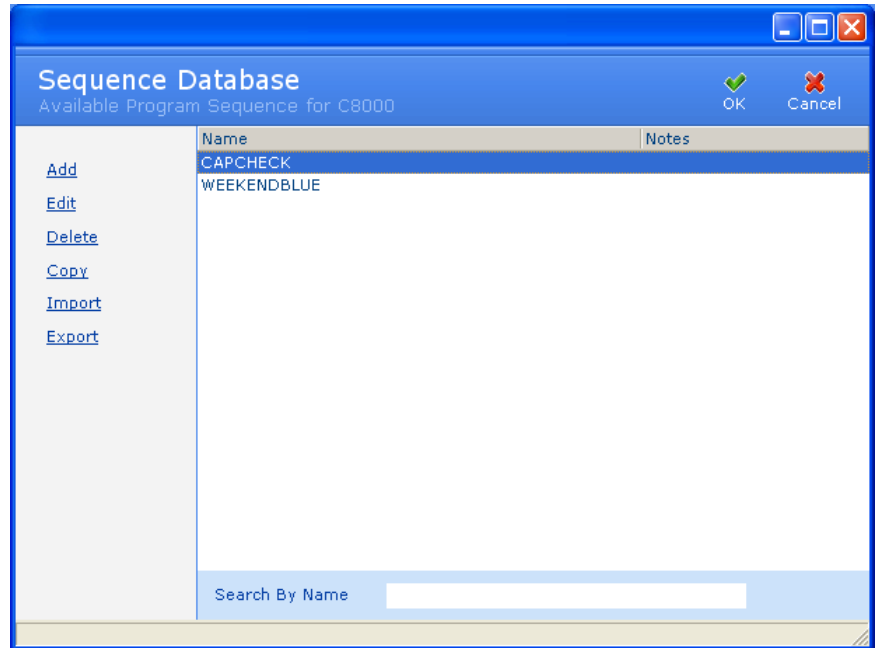 Sequence Database
Available Program Sequence for C8000
OK Cancel
Name Notes
CAPCHECK
WEEKENDBLUE
Add
Edit
Delete
Copy
Import
Export
Search By Name